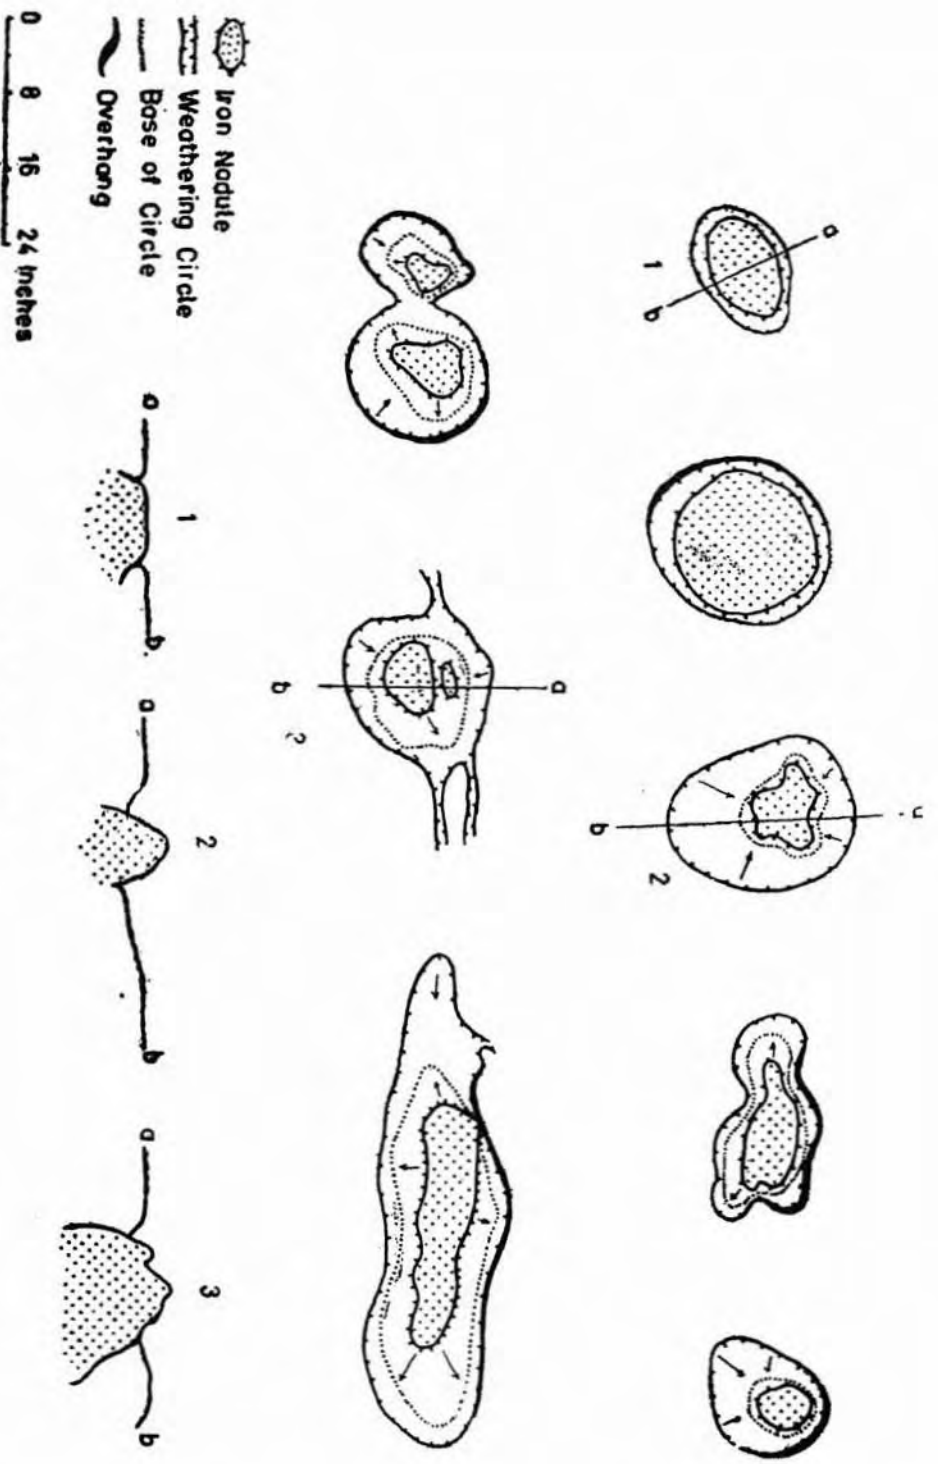 a
b
1
u
b
2
a
b
2
a
1
b
a
2
b
a
3
b
Iron Nodule
Weathering Circle
Base of Circle
Overhang
0 8 16 24 Inches